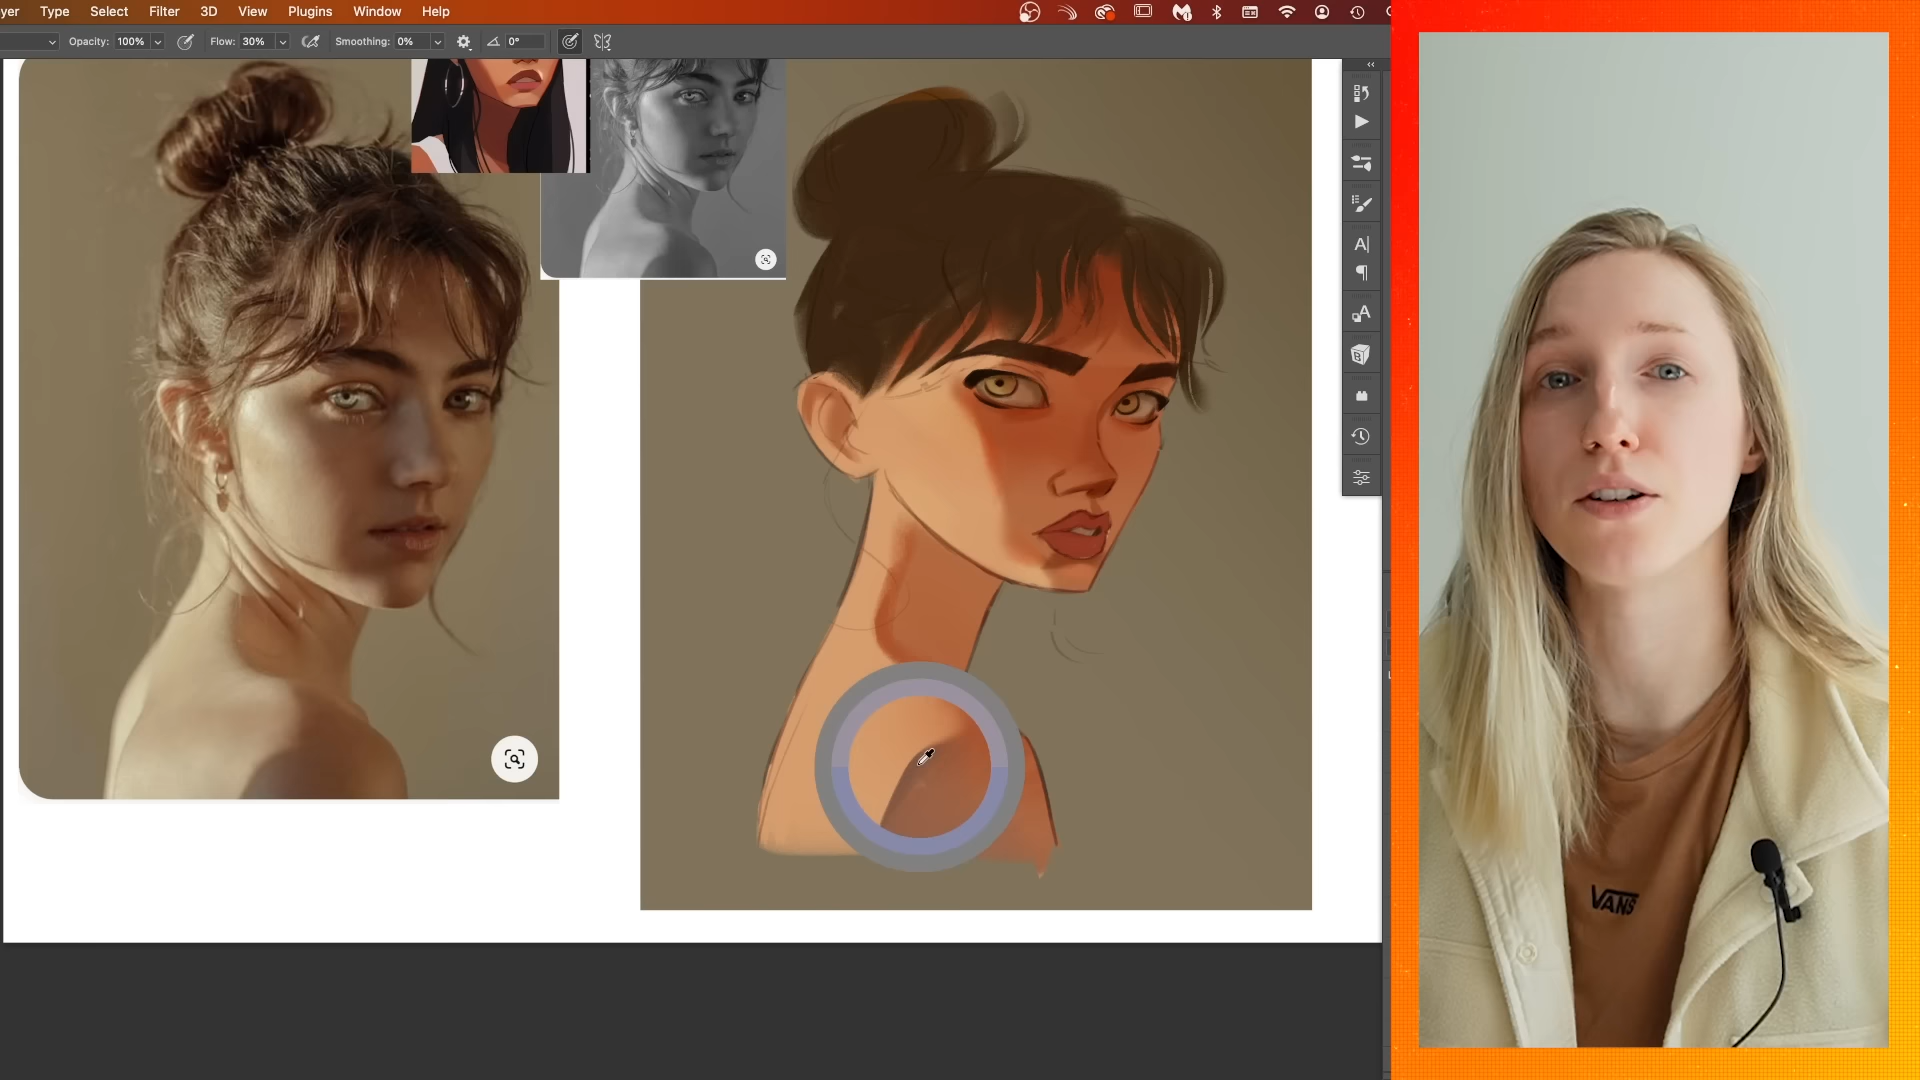 yer Type Select Filter 3D View Plugins Window Help
Opacity: 100% Flow: 30% Smoothing: 0% 0°
A|
A
B
VANS